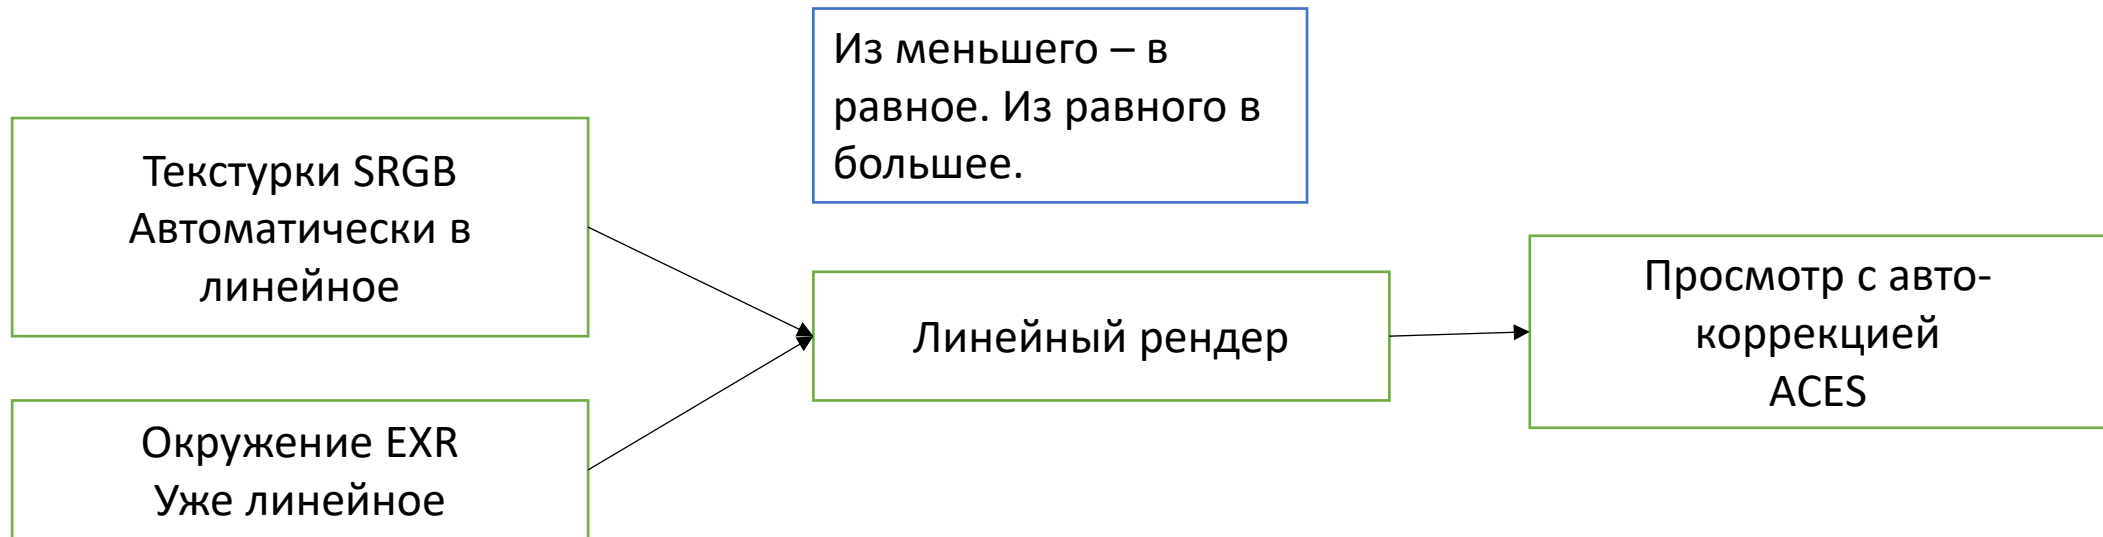 Из меньшего – в
равное. Из равного в
большее.
Текстурки SRGB
Автоматически в
линейное
Окружение EXR
Уже линейное
Линейный рендер
Просмотр с авто-
коррекцией
ACES